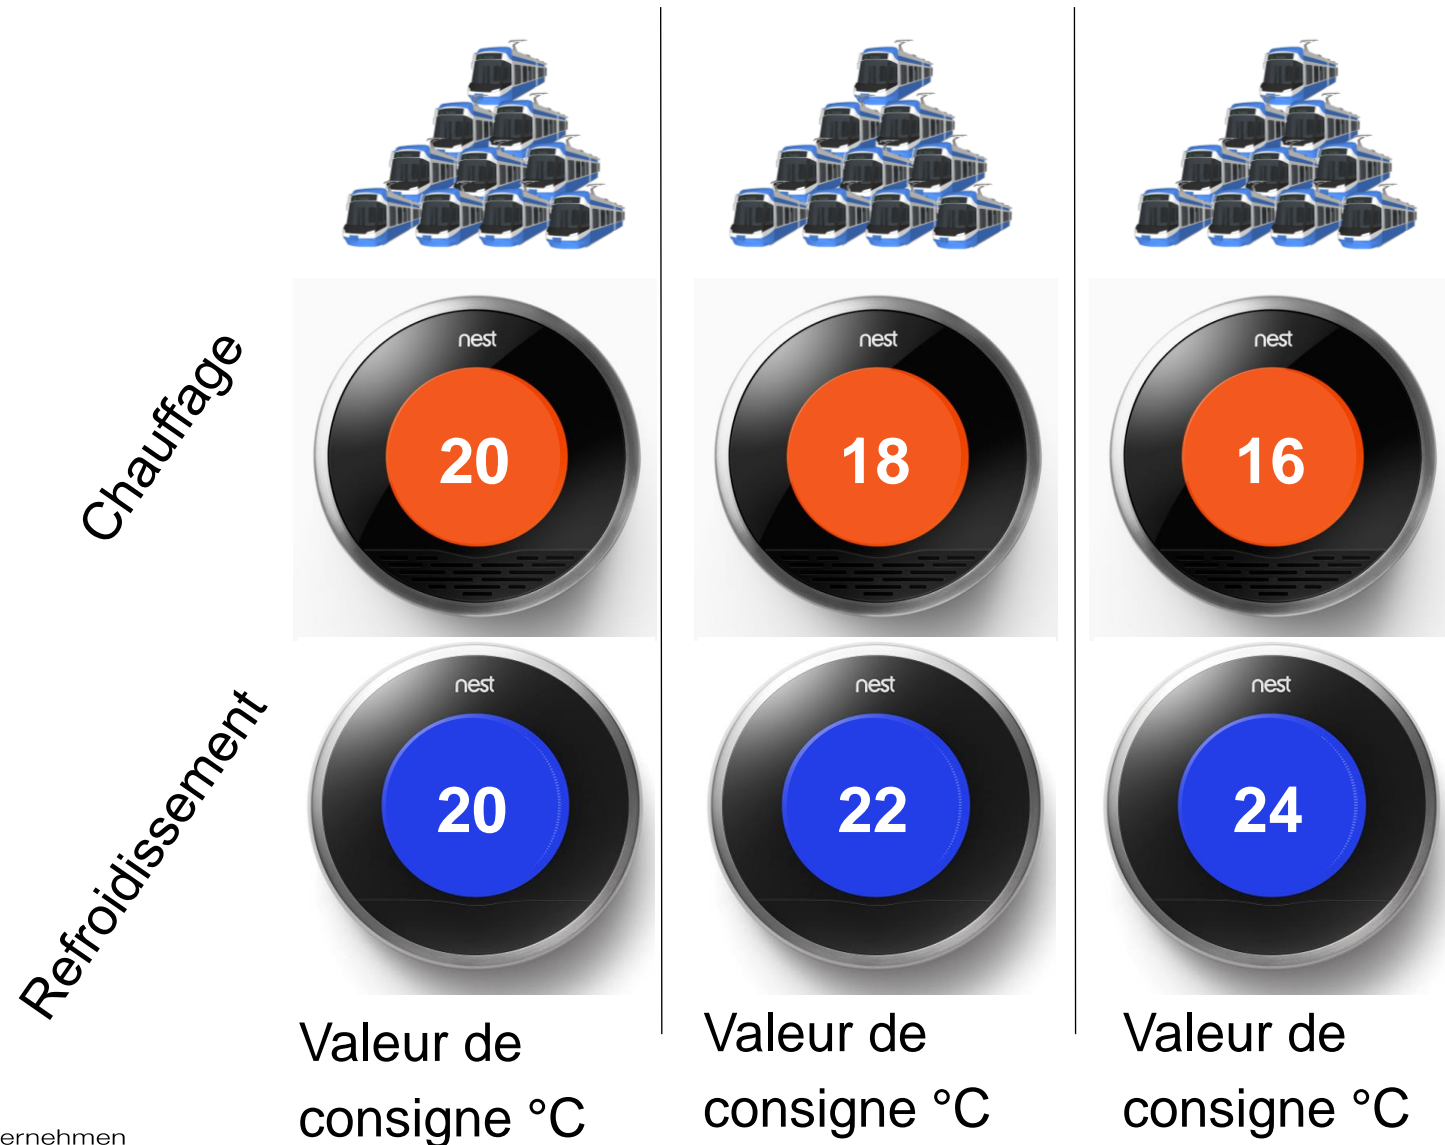 Chauffage
nest
20
nest
18
nest
16
Refroidissement
nest
20
nest
22
nest
24
Valeur de
consigne °C
Valeur de
consigne °C
Valeur de
consigne °C
ernehmen